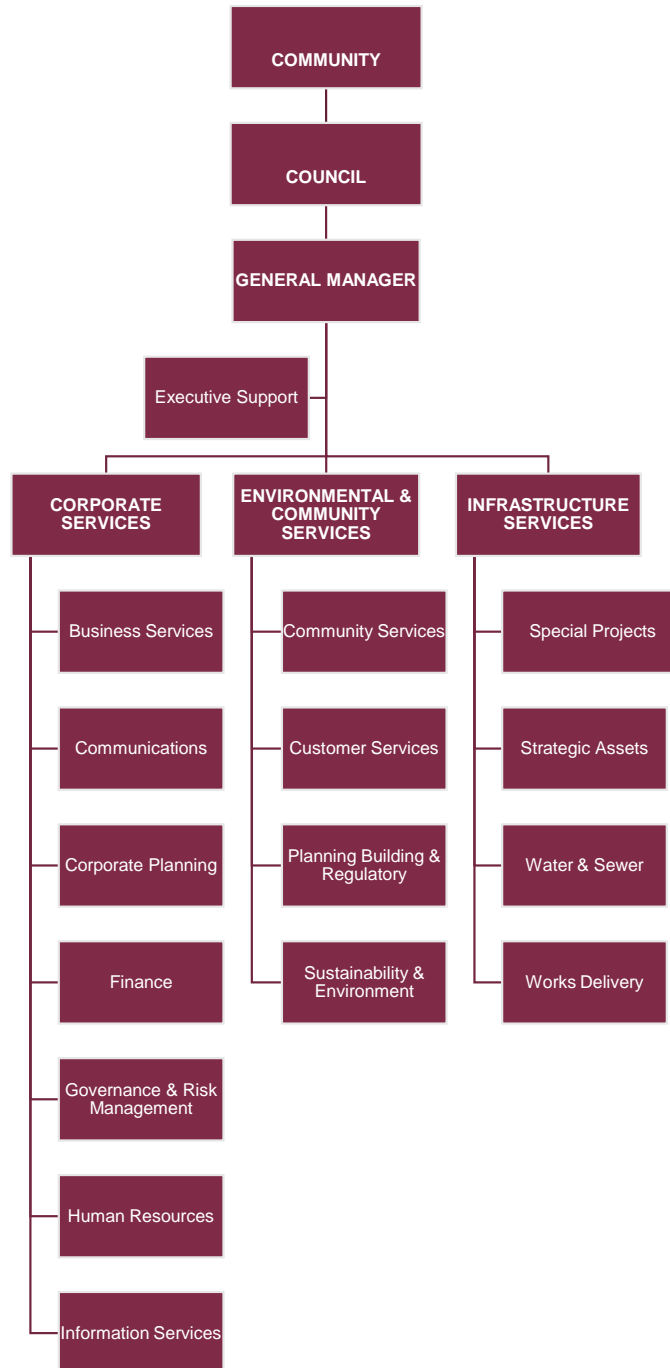 COMMUNITY
COUNCIL
GENERAL MANAGER
Executive Support
CORPORATE
SERVICES
ENVIRONMENTAL &
COMMUNITY
SERVICES
INFRASTRUCTURE
SERVICES
Business Services
Communications
Corporate Planning
Finance
Governance & Risk
Management
Human Resources
Information Services
Community Services
Customer Services
Planning Building &
Regulatory
Sustainability &
Environment
Special Projects
Strategic Assets
Water & Sewer
Works Delivery